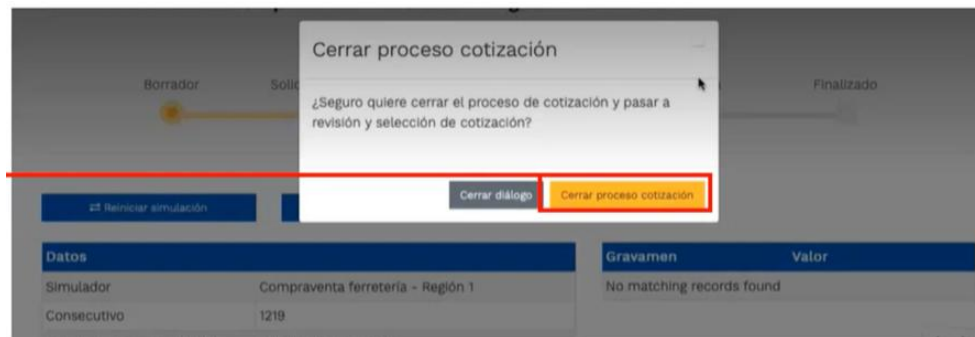 Cerrar proceso cotización
Borrador
Finalizado
¿Seguro quiere cerrar el proceso de cotización y pasar a
revisión y selección de cotización?
Cerrar diálogo
Cerrar proceso cotización
Reiniciar simulación
Datos
Gravamen Valor
Simulador Compraventa ferretería - Región 1
No matching records found
Consecutivo 1219